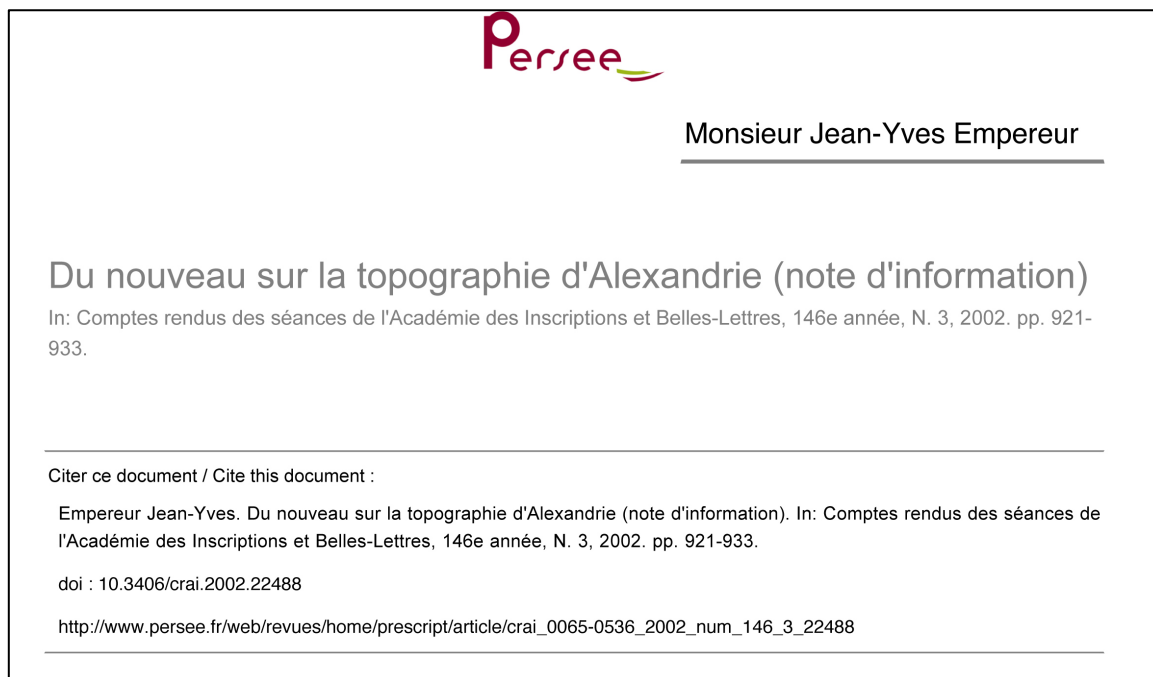 Persee
Monsieur Jean-Yves Empereur
Du nouveau sur la topographie d'Alexandrie (note d'information)
In: Comptes rendus des séances de l'Académie des Inscriptions et Belles-Lettres, 146e année, N. 3, 2002. pp. 921-
933.
Citer ce document / Cite this document :
Empereur Jean-Yves. Du nouveau sur la topographie d'Alexandrie (note d'information). In: Comptes rendus des séances de
l'Académie des Inscriptions et Belles-Lettres, 146e année, N. 3, 2002. pp. 921-933.
doi : 10.3406/crai.2002.22488
http://www.persee.fr/web/revues/home/prescript/article/crai_0065-0536_2002_num_146_3_22488